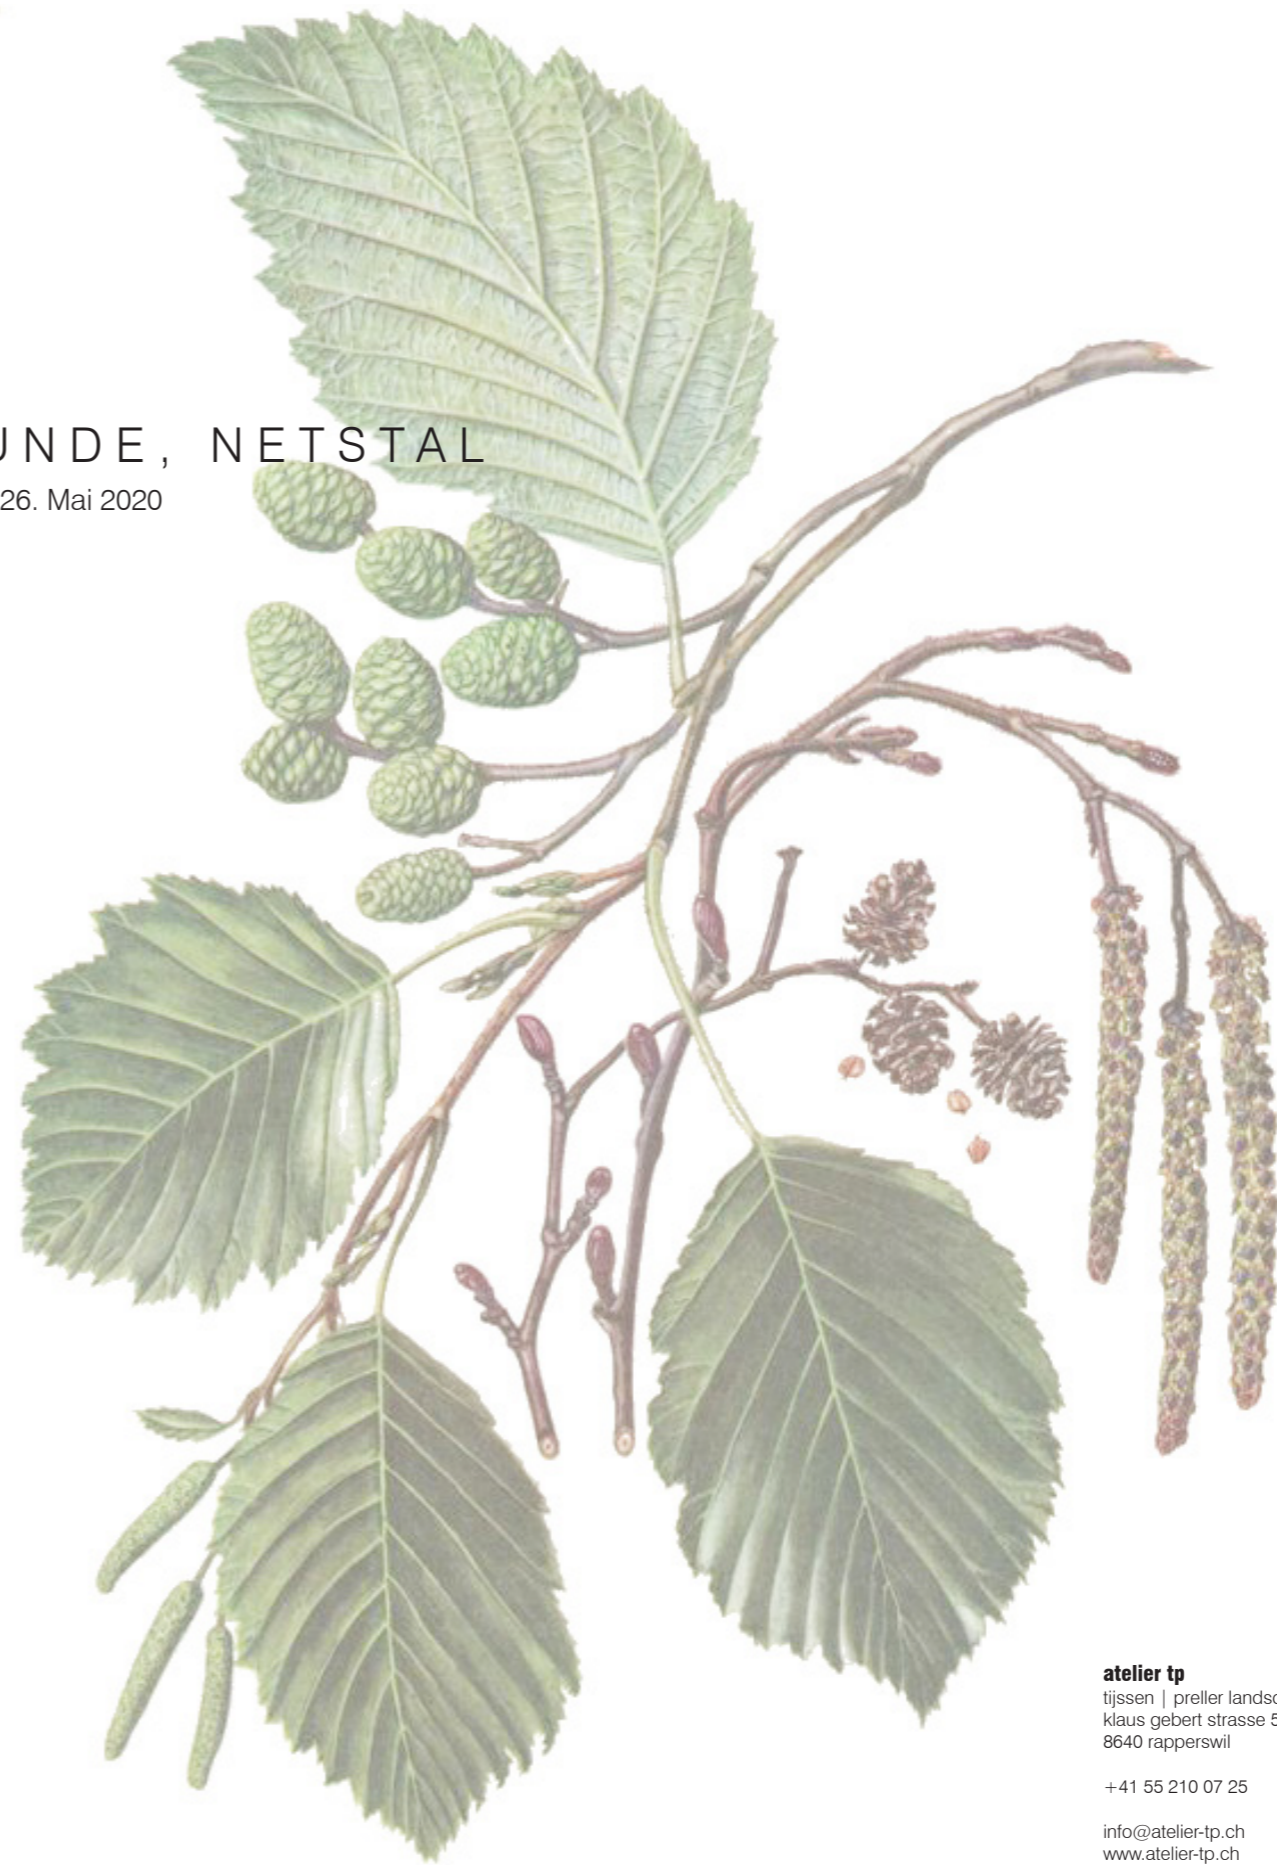 UNDE, NETSTAL
26. Mai 2020
atelier tp
tijssen | preller landsc
klaus gebert strasse 5
8640 rapperswil
+41 55 210 07 25
info@atelier-tp.ch
www.atelier-tp.ch